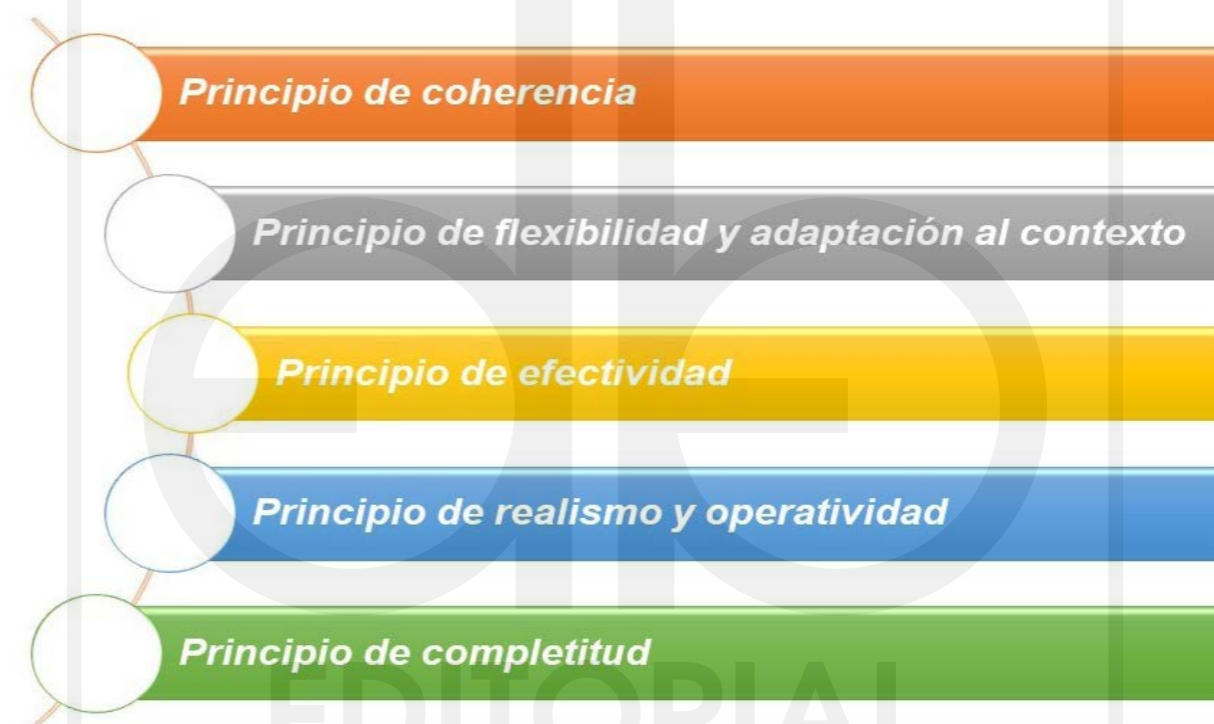 Principio de coherencia
Principio de flexibilidad y adaptación al contexto
Principio de efectividad
Principio de realismo y operatividad
Principio de completitud
EDITORIAL